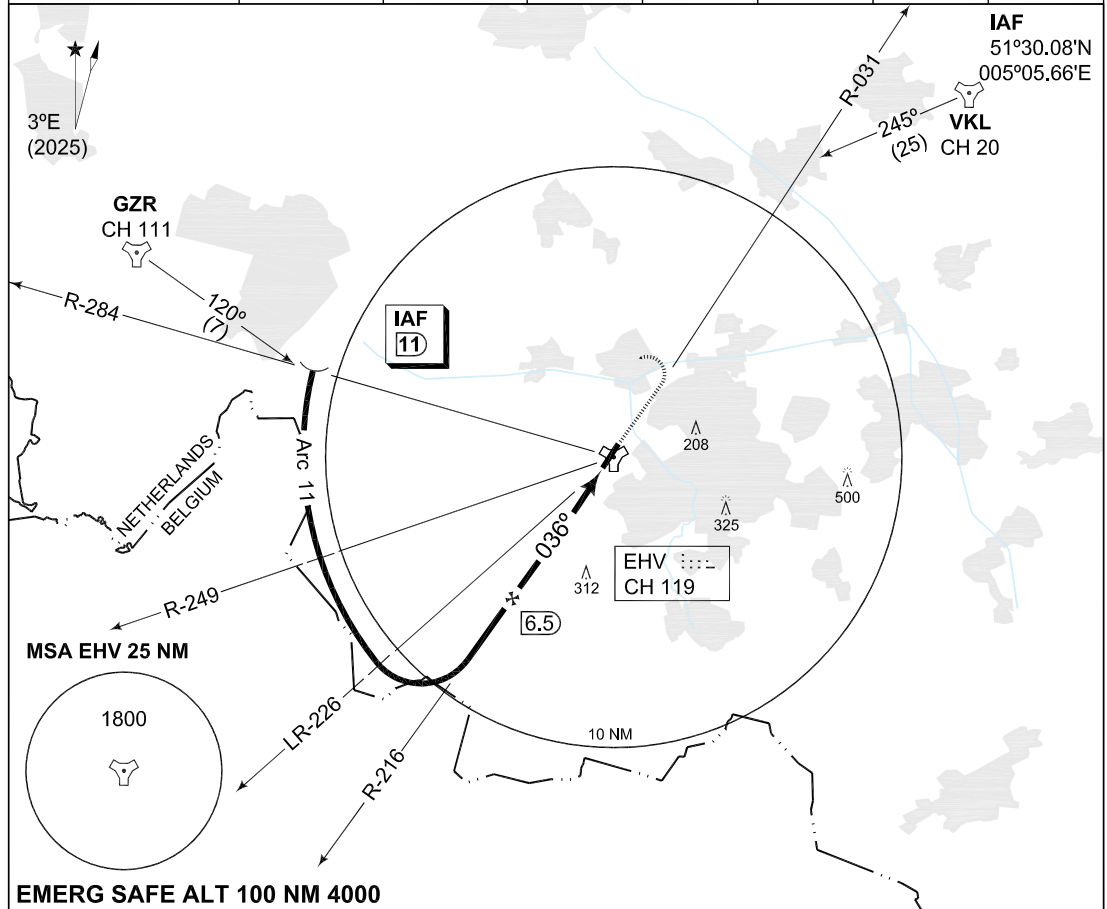 IAF
51º30.08'N
005º05.66'E
VKL
CH 20
245º
(25)
R-031
3ºE
(2025)
GZR
CH 111
120º
(7)
R-284
IAF
11
Arc 11
NETHERLANDS
BELGIUM
208
500
325
312
036º
EHV
CH 119
6.5
R-249
LR-226
R-216
10 NM
MSA EHV 25 NM
1800
EMERG SAFE ALT 100 NM 4000